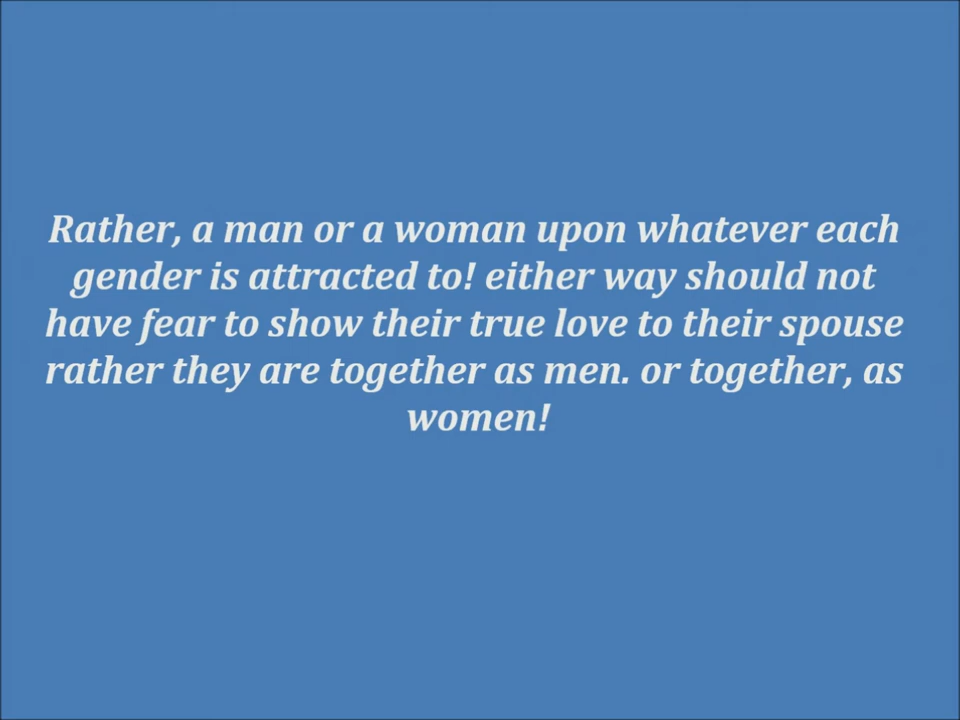 Rather, a man or a woman upon whatever each
gender is attracted to! either way should not
have fear to show their true love to their spouse
rather they are together as men. or together, as
women!